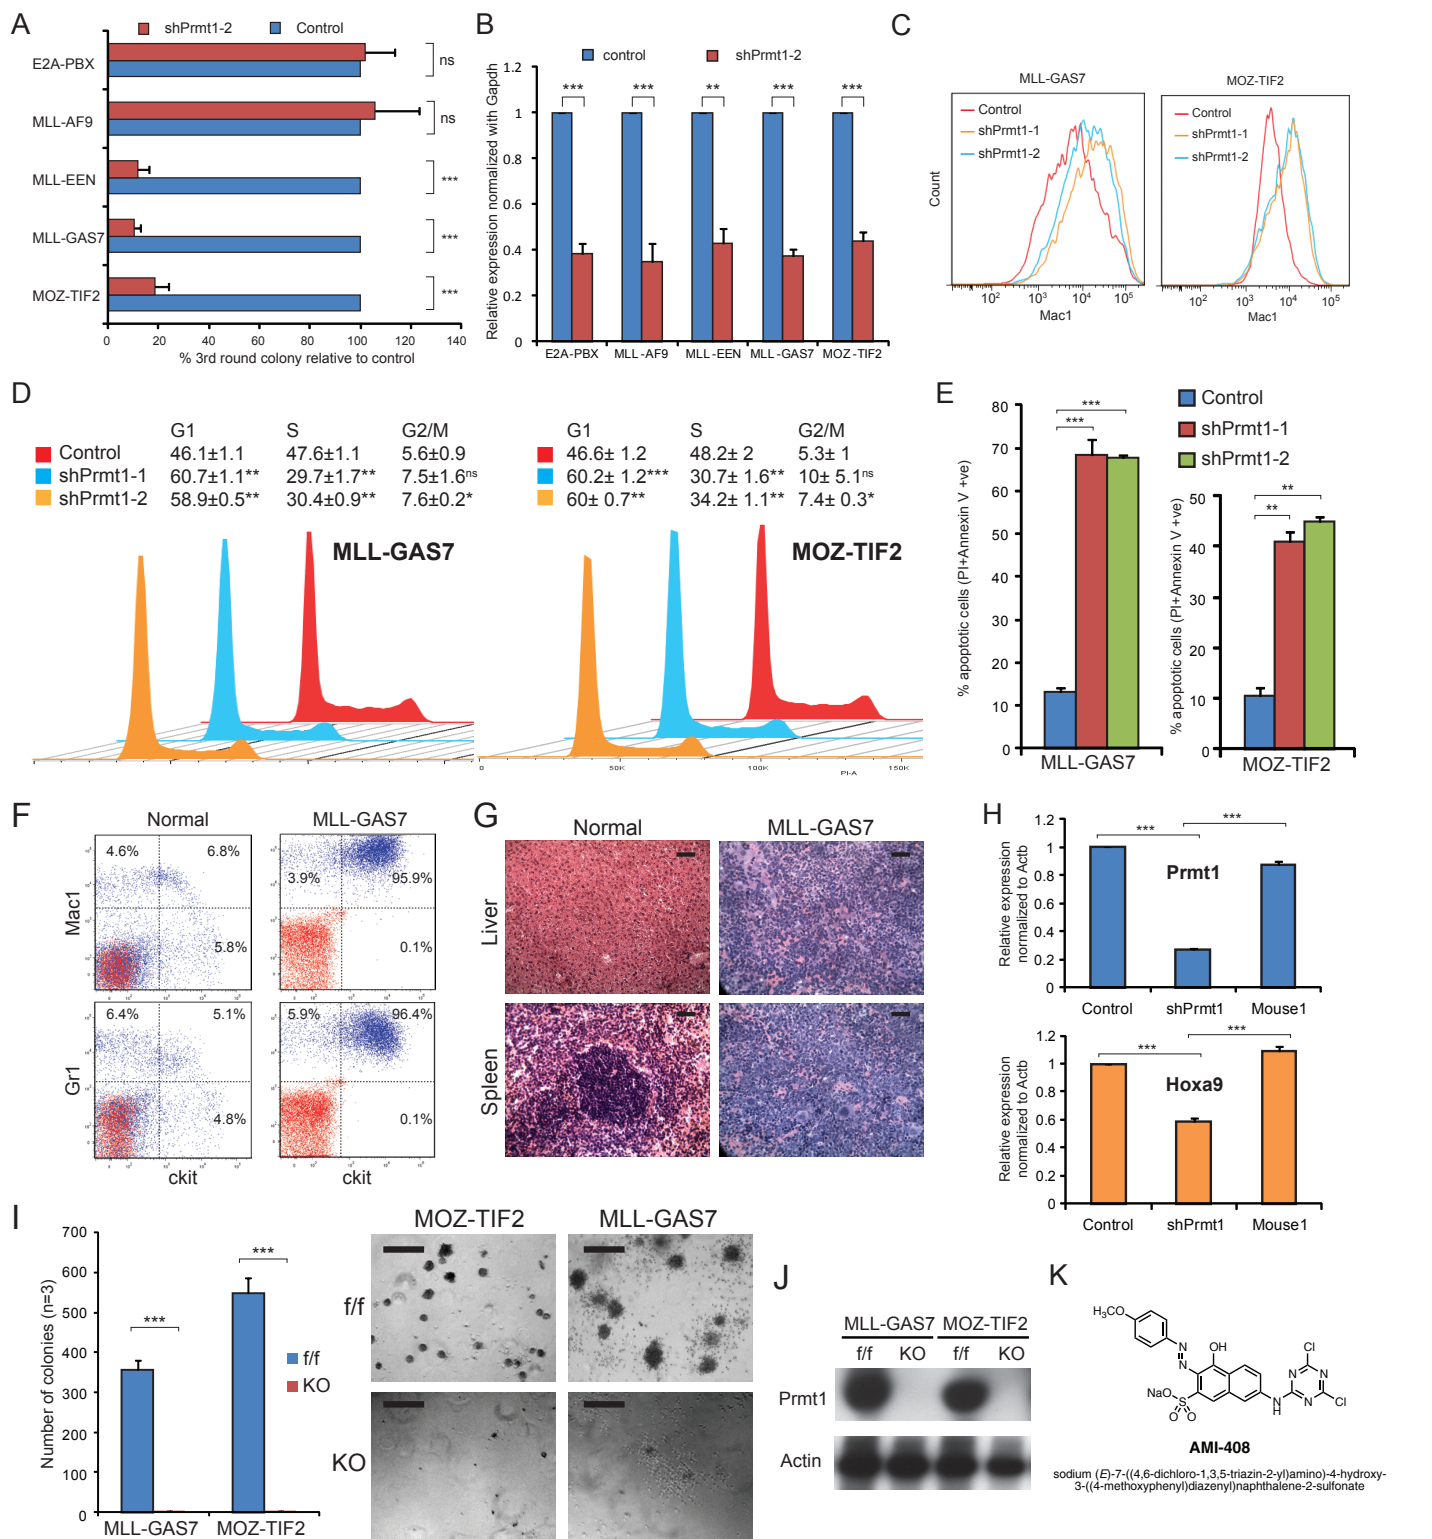 A
shPrmt1-2 Control
E2A-PBX ns
MLL-AF9 ns
MLL-EEN ***
MLL-GAS7 ***
MOZ-TIF2 ***
0 20 40 60 80 100 120 140
% 3rd round colony relative to control
B
control shPrmt1-2
Relative expression normalized with Gapdh
1.2
1
0.8
0.6
0.4
0.2
0
*** *** ** *** ***
E2A-PBX MLL-AF9 MLL-EEN MLL-GAS7 MOZ-TIF2
C
MLL-GAS7 MOZ-TIF2
Control Control
shPrmt1-1 shPrmt1-1
shPrmt1-2 shPrmt1-2
Count
10² 10³ 10⁴ 10⁵ 10² 10³ 10⁴ 10⁵
Mac1 Mac1
D
G1 S G2/M G1 S G2/M
Control 46.1±1.1 47.6±1.1 5.6±0.9 46.6± 1.2 48.2± 2 5.3± 1
shPrmt1-1 60.7±1.1** 29.7±1.7** 7.5±1.6ns 60.2± 1.2*** 30.7± 1.6** 10± 5.1ns
shPrmt1-2 58.9±0.5** 30.4±0.9** 7.6±0.2* 60± 0.7** 34.2± 1.1** 7.4± 0.3*
MLL-GAS7 MOZ-TIF2
0 50K 100K 150K
PI-A
E
Control
shPrmt1-1
shPrmt1-2
% apoptotic cells (PI+Annexin V +ve)
80
70
60
50
40
30
20
10
0
***
***
MLL-GAS7
% apoptotic cells (PI+Annexin V +ve)
50
40
30
20
10
0
**
**
MOZ-TIF2
F
Normal MLL-GAS7
Mac1
4.6% 6.8% 3.9% 95.9%
5.8% 0.1%
Gr1
6.4% 5.1% 5.9% 96.4%
4.8% 0.1%
ckit ckit
G
Normal MLL-GAS7
Liver
Spleen
H
Relative expression
normalized to Actb
1.2
1
0.8
0.6
0.4
0.2
0
*** ***
Prmt1
Control shPrmt1 Mouse1
Relative expression
normalized to Actb
1.2
1
0.8
0.6
0.4
0.2
0
*** ***
Hoxa9
Control shPrmt1 Mouse1
I
Number of colonies (n=3)
700
600
500
400
300
200
100
0
*** ***
f/f
KO
MLL-GAS7 MOZ-TIF2
MOZ-TIF2 MLL-GAS7
f/f
KO
J
MLL-GAS7 MOZ-TIF2
f/f KO f/f KO
Prmt1
Actin
K
H₃CO
N
N
OH
NaO
S
O O
N
H
Cl
N N
N
Cl
AMI-408
sodium (E)-7-((4,6-dichloro-1,3,5-triazin-2-yl)amino)-4-hydroxy-
3-((4-methoxyphenyl)diazenyl)naphthalene-2-sulfonate